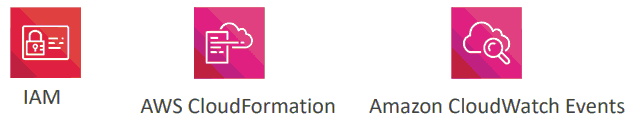 IAM
AWS CloudFormation
Amazon CloudWatch Events